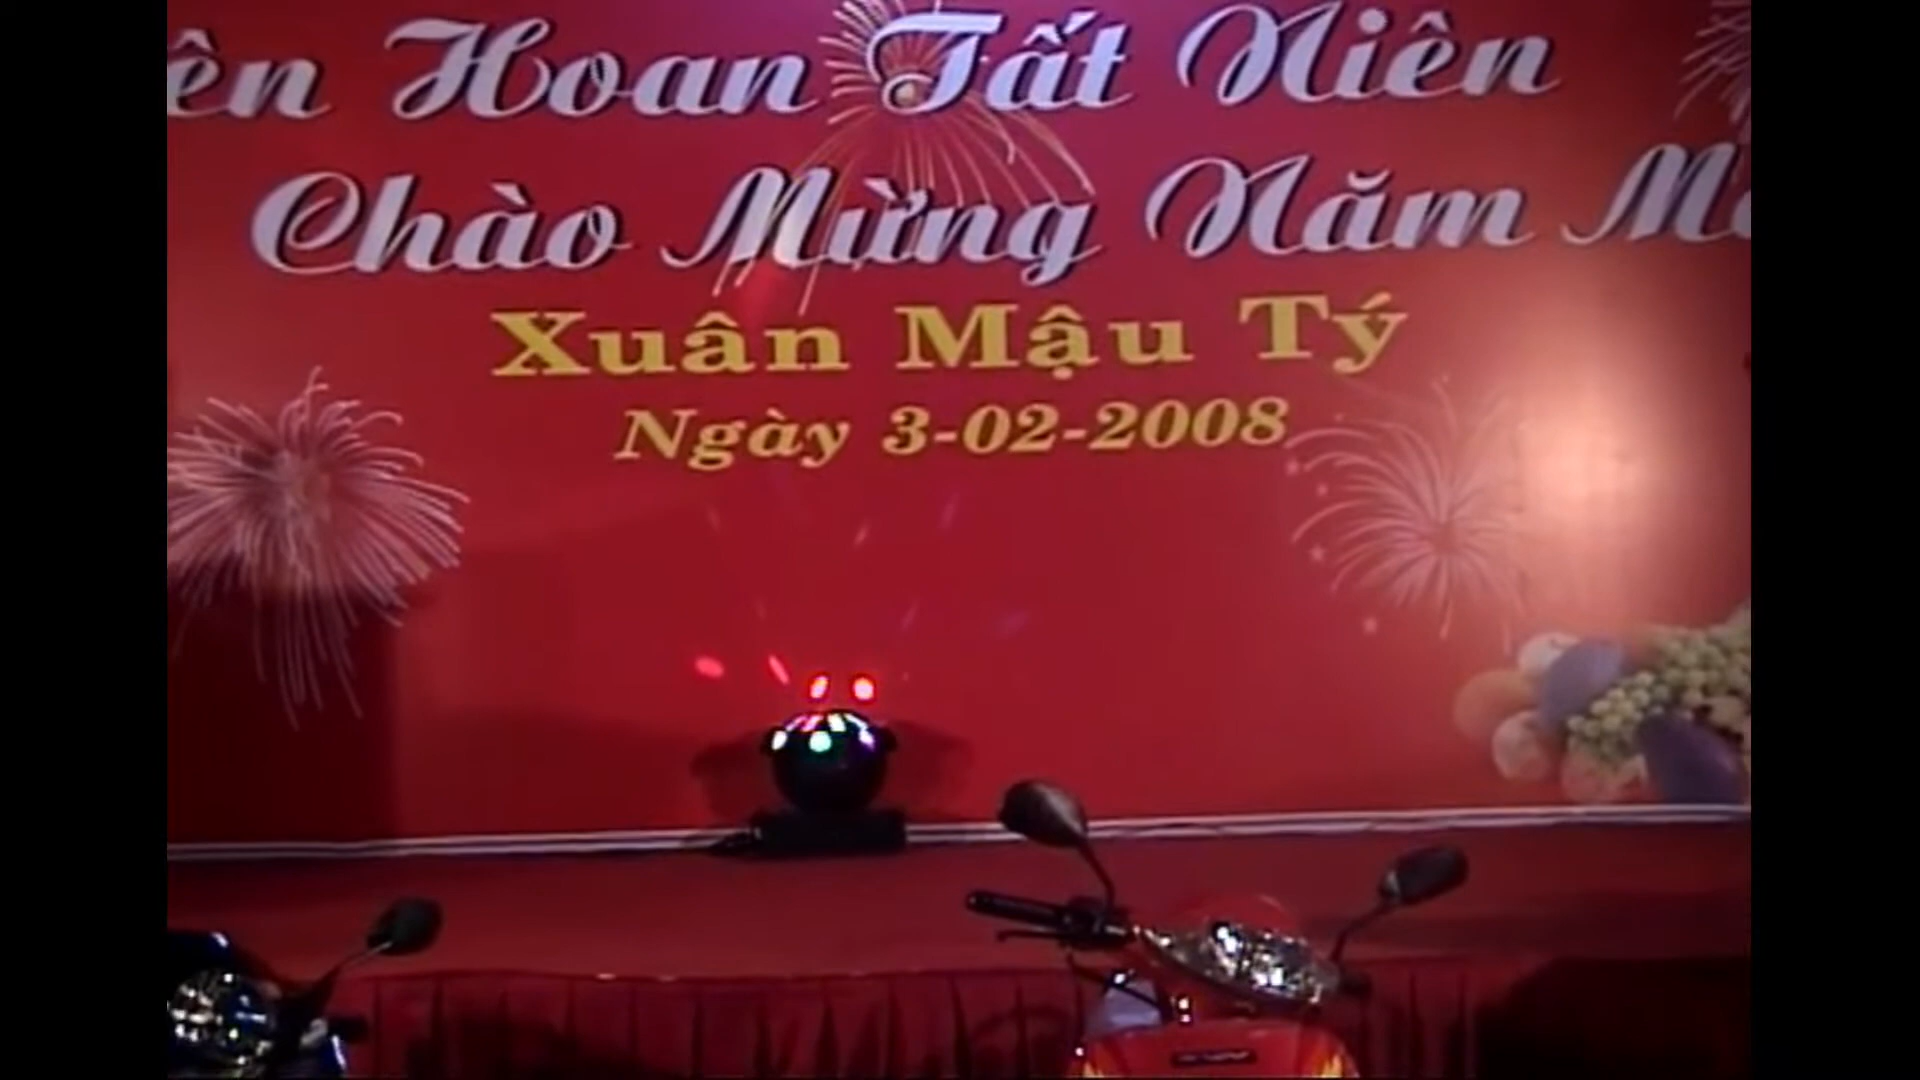 ên Hoan Tất Niên
Chào Mừng Năm M
Xuân Mậu Tý
Ngày 3-02-2008